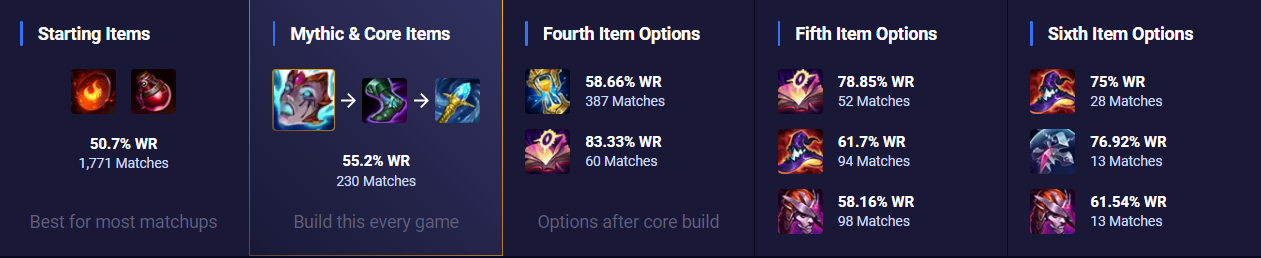 Starting Items
50.7% WR
1,771 Matches
Best for most matchups
Mythic & Core Items
55.2% WR
230 Matches
Build this every game
Fourth Item Options
58.66% WR
387 Matches
83.33% WR
60 Matches
Options after core build
Fifth Item Options
78.85% WR
52 Matches
61.7% WR
94 Matches
58.16% WR
98 Matches
Sixth Item Options
75% WR
28 Matches
76.92% WR
13 Matches
61.54% WR
13 Matches